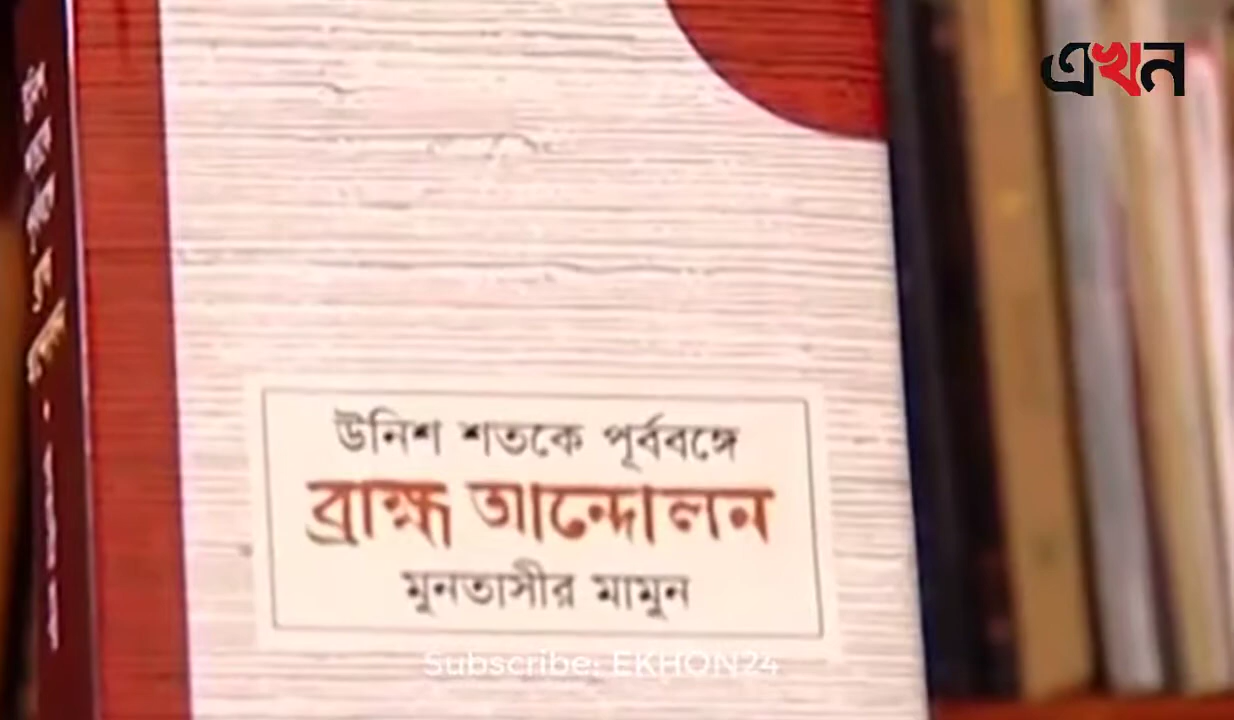 এখন
উনিশ শতকে পূর্ববঙ্গে
ব্রাহ্ম আন্দোলন
মুনতাসীর মামুন
Subscribe: EKHON24